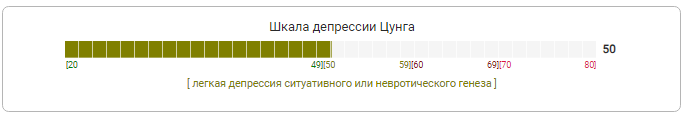 Шкала депрессии Цунга
50
[20 49][50 59][60 69][70 80]
[ легкая депрессия ситуативного или невротического генеза ]